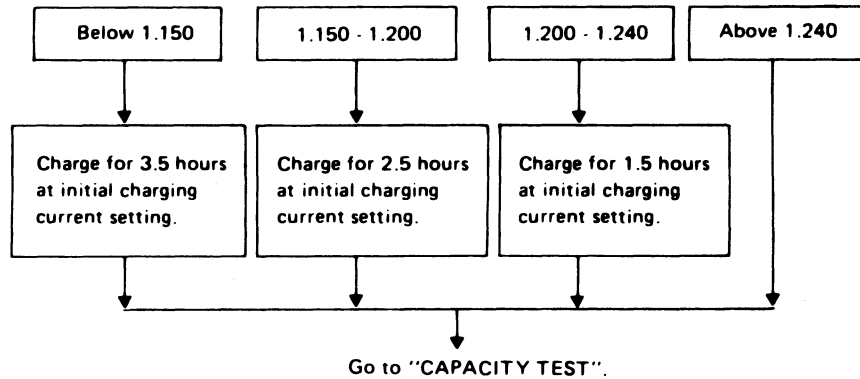 Below 1.150
1.150 - 1.200
1.200 - 1.240
Above 1.240
Charge for 3.5 hours
at initial charging
current setting.
Charge for 2.5 hours
at initial charging
current setting.
Charge for 1.5 hours
at initial charging
current setting.
Go to "CAPACITY TEST".